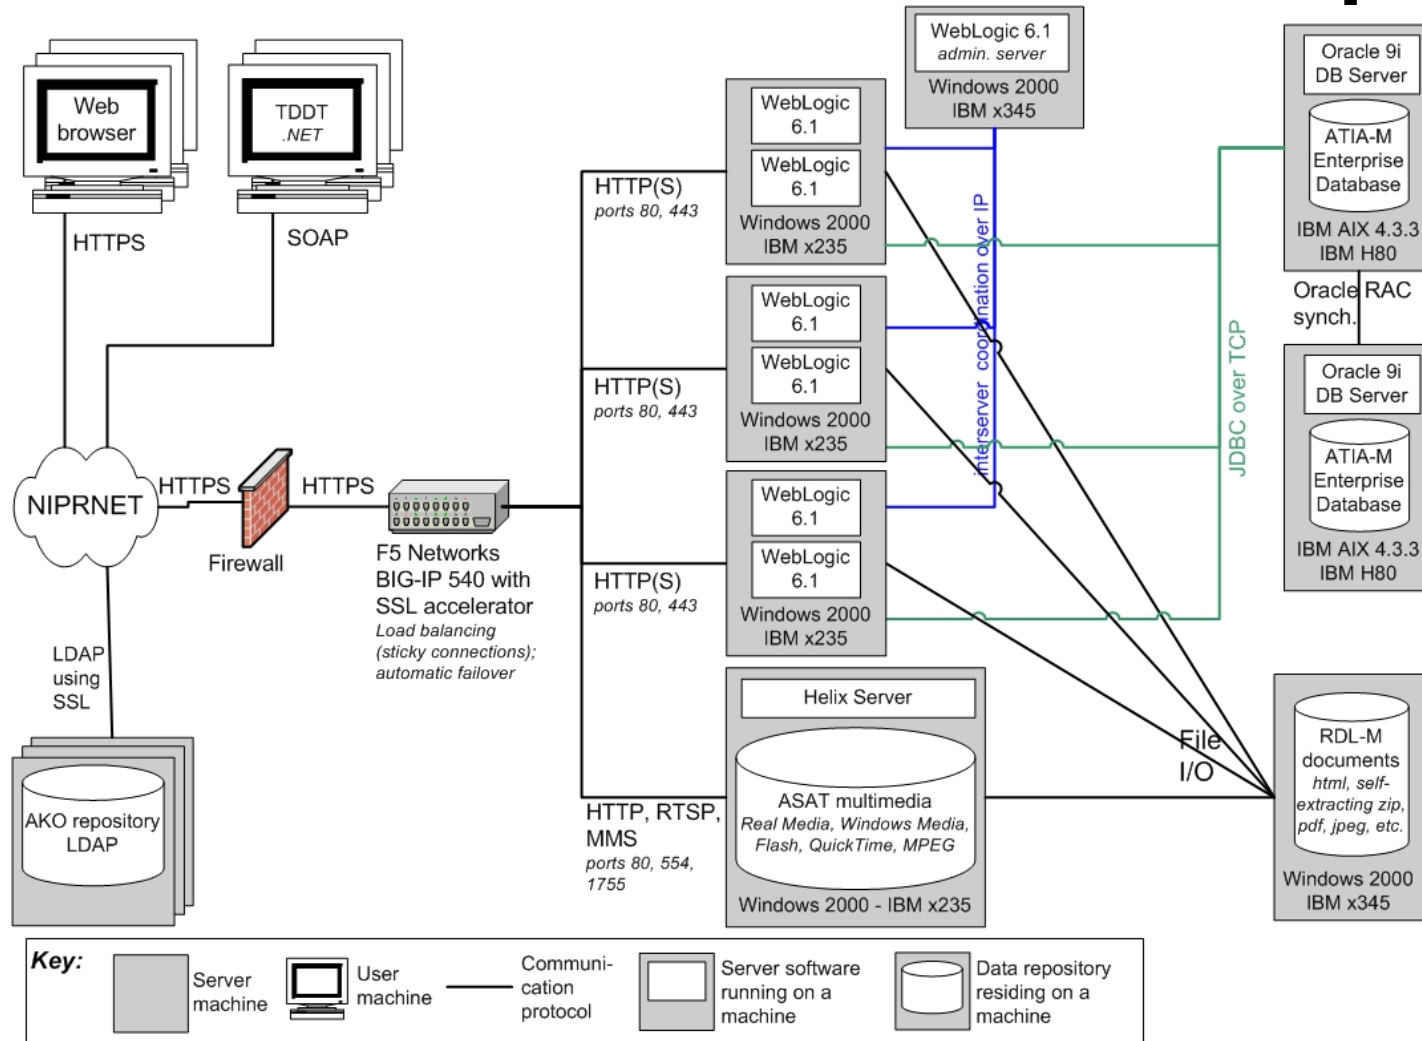 Web
browser
TDDT
.NET
HTTPS
SOAP
NIPRNET
HTTPS
Firewall
HTTPS
F5 Networks
BIG-IP 540 with
SSL accelerator
Load balancing
(sticky connections);
automatic failover
LDAP
using
SSL
AKO repository
LDAP
HTTP(S)
ports 80, 443
HTTP(S)
ports 80, 443
HTTP(S)
ports 80, 443
HTTP, RTSP,
MMS
ports 80, 554,
1755
WebLogic 6.1
admin. server
Windows 2000
IBM x345
WebLogic
6.1
WebLogic
6.1
Windows 2000
IBM x235
WebLogic
6.1
WebLogic
6.1
Windows 2000
IBM x235
WebLogic
6.1
WebLogic
6.1
Windows 2000
IBM x235
Helix Server
ASAT multimedia
Real Media, Windows Media,
Flash, QuickTime, MPEG
Windows 2000 - IBM x235
interserver coordination over IP
JDBC over TCP
File
I/O
Oracle 9i
DB Server
ATIA-M
Enterprise
Database
IBM AIX 4.3.3
IBM H80
Oracle RAC
synch.
Oracle 9i
DB Server
ATIA-M
Enterprise
Database
IBM AIX 4.3.3
IBM H80
RDL-M
documents
html, self-
extracting zip,
pdf, jpeg, etc.
Windows 2000
IBM x345
Key:
Server
machine
User
machine
Communi-
cation
protocol
Server software
running on a
machine
Data repository
residing on a
machine